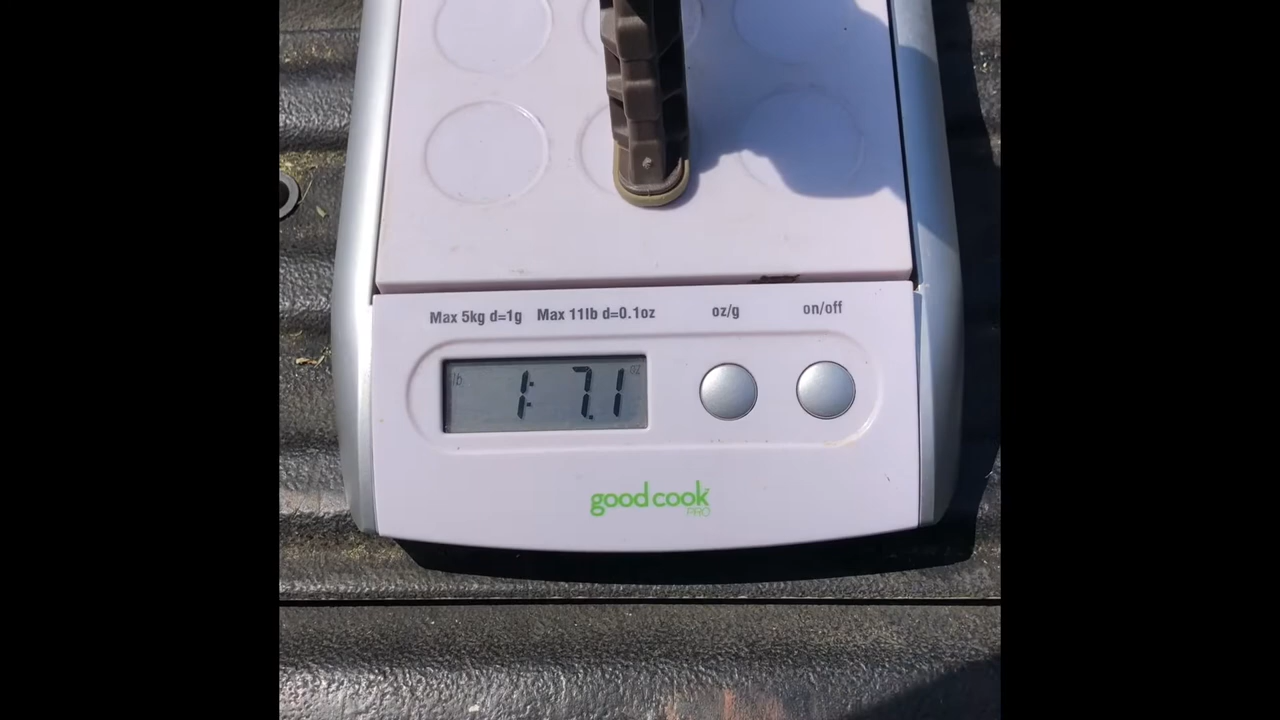 Max 5kg d=1g Max 11lb d=0.1oz oz/g on/off
lb 1: 7.1 oz
good cook
PRO